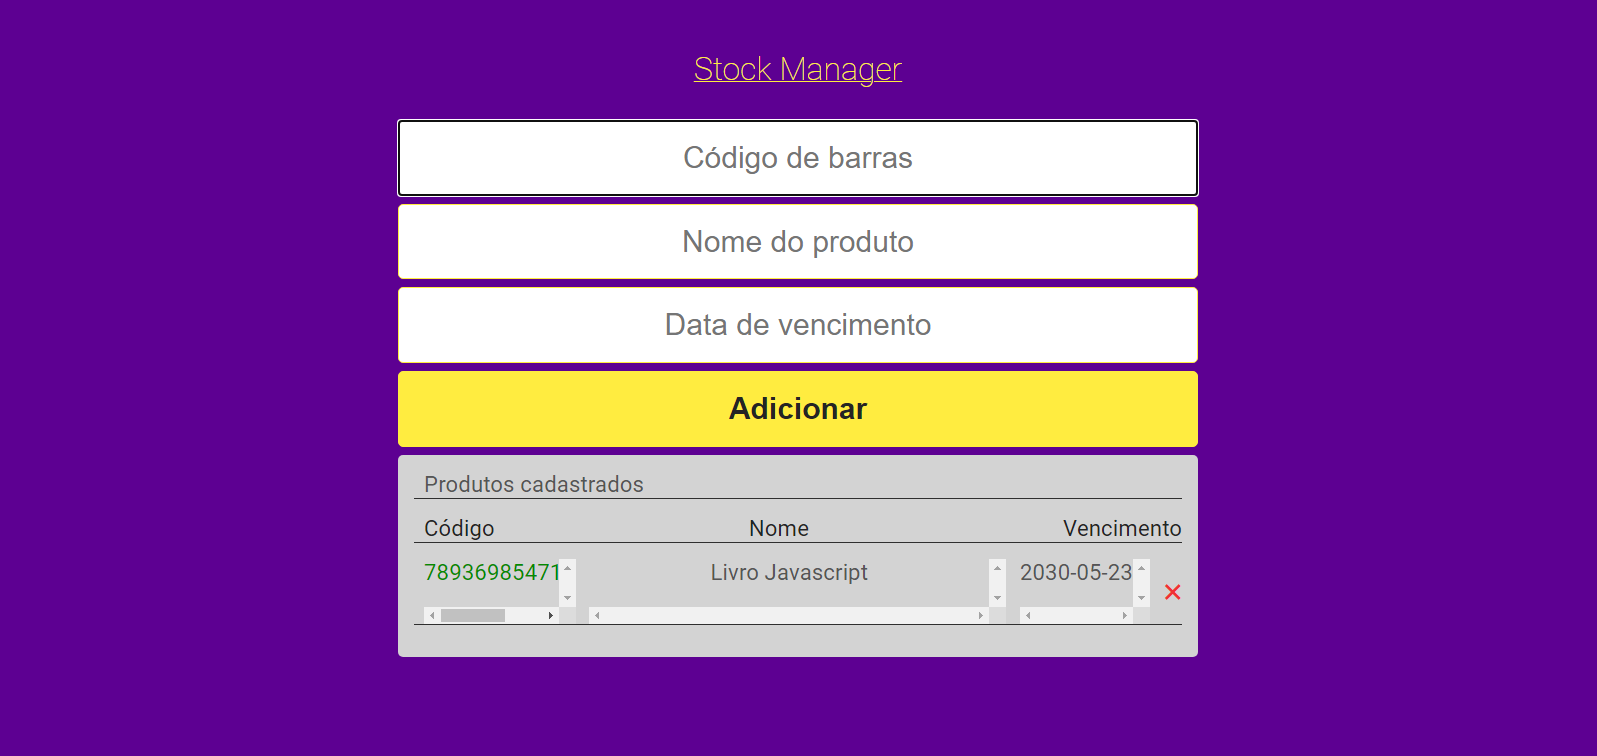 Stock Manager
Código de barras
Nome do produto
Data de vencimento
Adicionar
Produtos cadastrados
Código Nome Vencimento
78936985471 Livro Javascript 2030-05-23